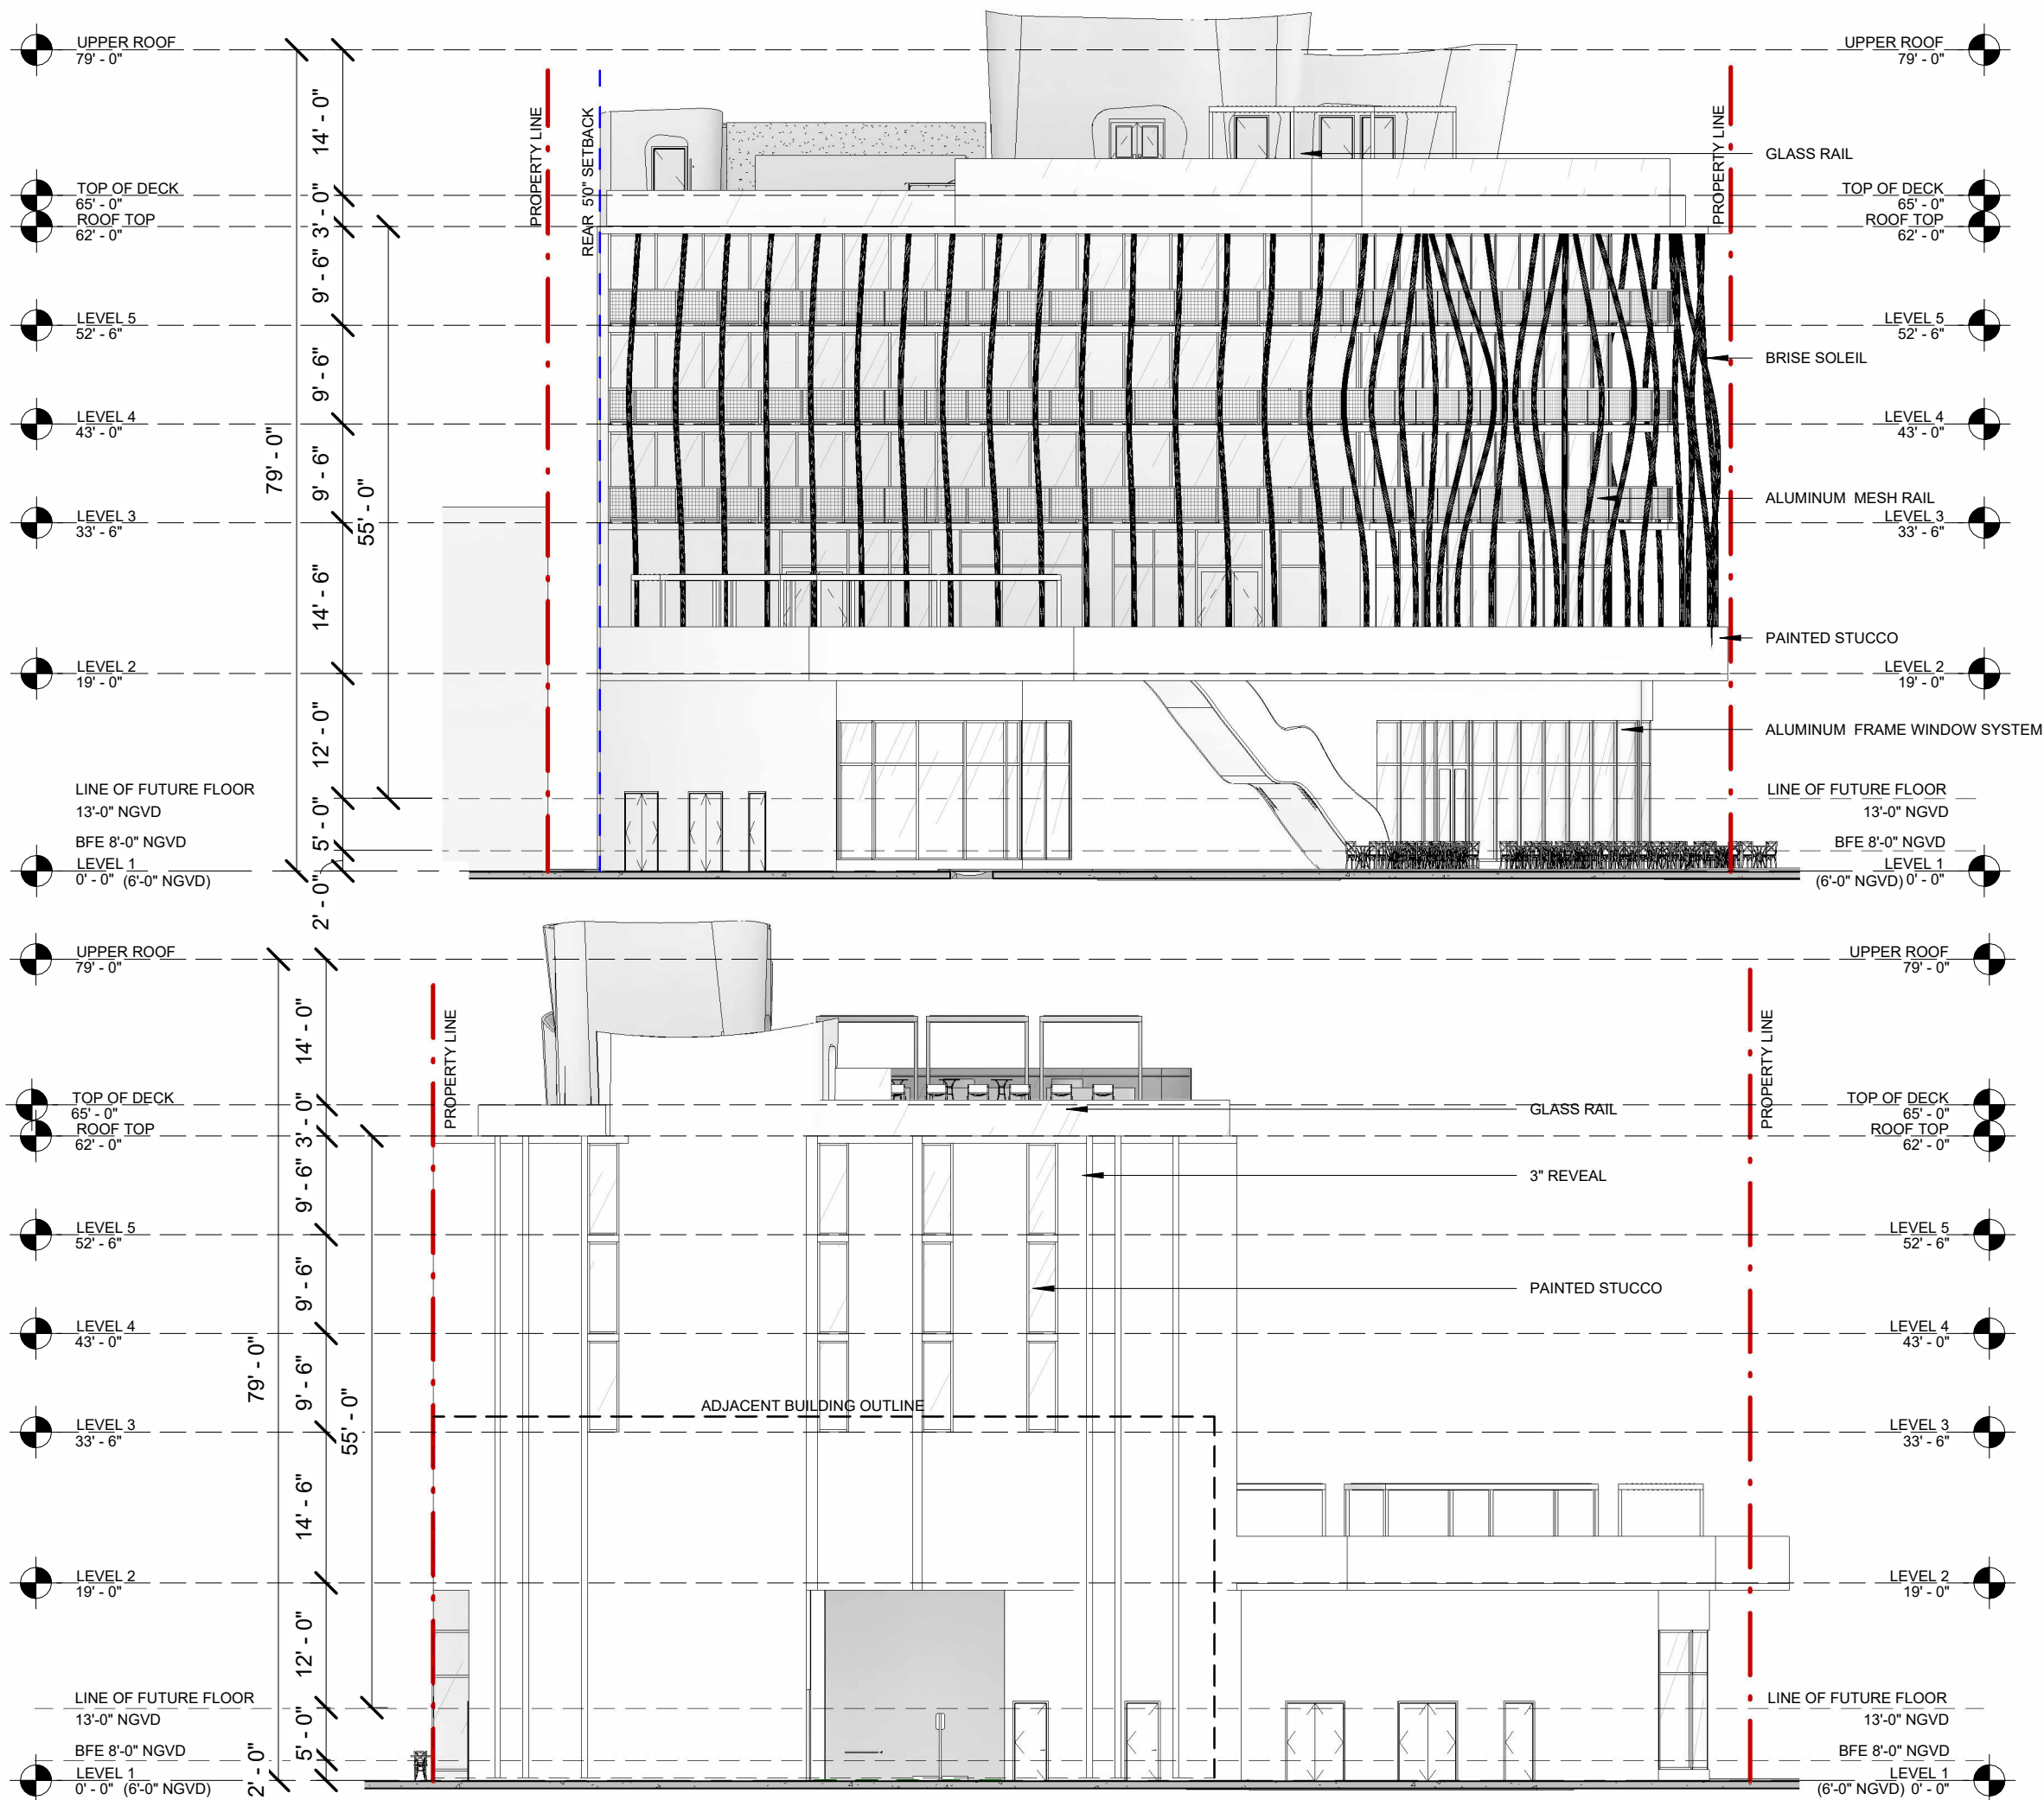 UPPER ROOF
79' - 0"
TOP OF DECK
65' - 0"
ROOF TOP
62' - 0"
LEVEL 5
52' - 6"
LEVEL 4
43' - 0"
LEVEL 3
33' - 6"
LEVEL 2
19' - 0"
LINE OF FUTURE FLOOR
13'-0" NGVD
BFE 8'-0" NGVD
LEVEL 1
0' - 0" (6'-0" NGVD)
79' - 0"
14' - 0"
3' - 0"
9' - 6"
9' - 6"
9' - 6"
14' - 6"
12' - 0"
5' - 0"
2' - 0"
55' - 0"
PROPERTY LINE
REAR 5'0" SETBACK
PROPERTY LINE
UPPER ROOF
79' - 0"
GLASS RAIL
TOP OF DECK
65' - 0"
ROOF TOP
62' - 0"
LEVEL 5
52' - 6"
BRISE SOLEIL
LEVEL 4
43' - 0"
ALUMINUM MESH RAIL
LEVEL 3
33' - 6"
PAINTED STUCCO
LEVEL 2
19' - 0"
ALUMINUM FRAME WINDOW SYSTEM
LINE OF FUTURE FLOOR
13'-0" NGVD
BFE 8'-0" NGVD
LEVEL 1
(6'-0" NGVD) 0' - 0"
UPPER ROOF
79' - 0"
TOP OF DECK
65' - 0"
ROOF TOP
62' - 0"
LEVEL 5
52' - 6"
LEVEL 4
43' - 0"
LEVEL 3
33' - 6"
LEVEL 2
19' - 0"
LINE OF FUTURE FLOOR
13'-0" NGVD
BFE 8'-0" NGVD
LEVEL 1
0' - 0" (6'-0" NGVD)
79' - 0"
14' - 0"
3' - 0"
9' - 6"
9' - 6"
9' - 6"
14' - 6"
12' - 0"
5' - 0"
2' - 0"
55' - 0"
PROPERTY LINE
GLASS RAIL
3" REVEAL
PAINTED STUCCO
ADJACENT BUILDING OUTLINE
PROPERTY LINE
UPPER ROOF
79' - 0"
TOP OF DECK
65' - 0"
ROOF TOP
62' - 0"
LEVEL 5
52' - 6"
LEVEL 4
43' - 0"
LEVEL 3
33' - 6"
LEVEL 2
19' - 0"
LINE OF FUTURE FLOOR
13'-0" NGVD
BFE 8'-0" NGVD
LEVEL 1
(6'-0" NGVD) 0' - 0"